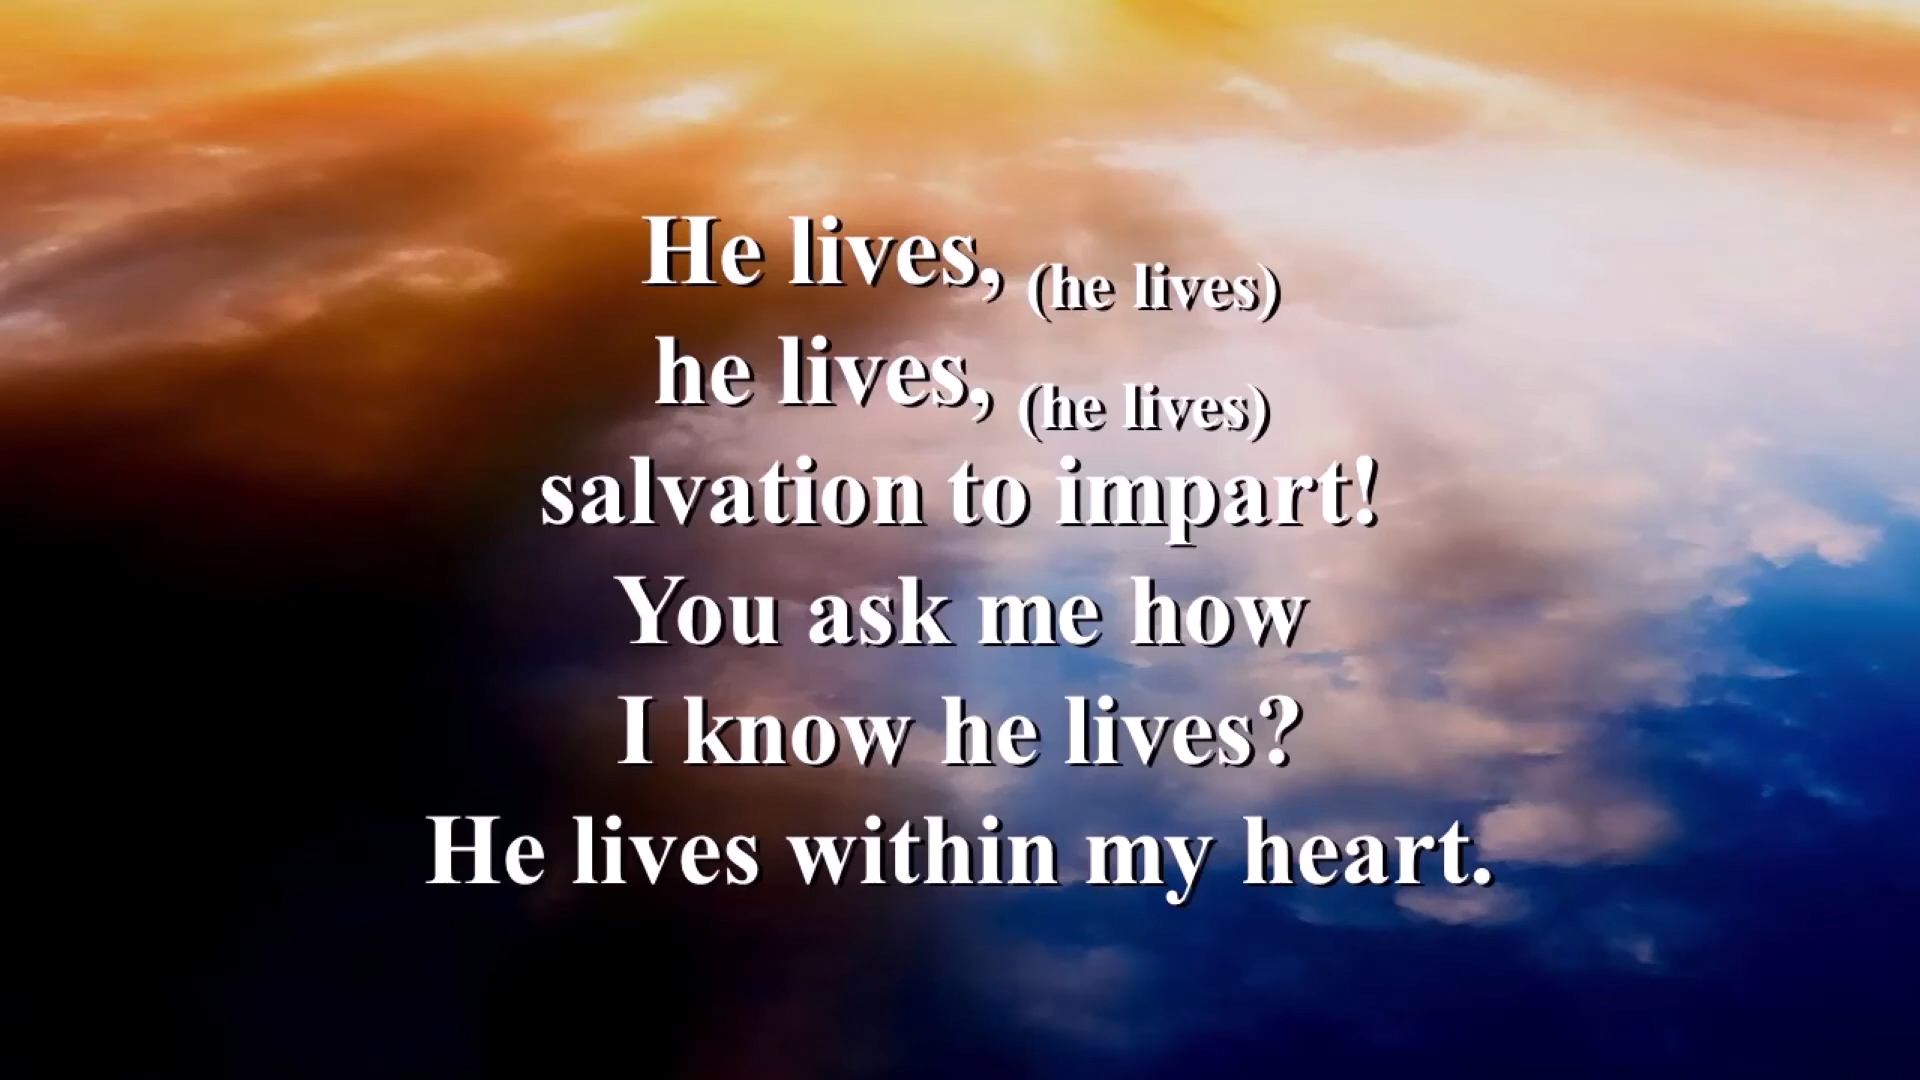 He lives, (he lives)
he lives, (he lives)
salvation to impart!
You ask me how
I know he lives?
He lives within my heart.